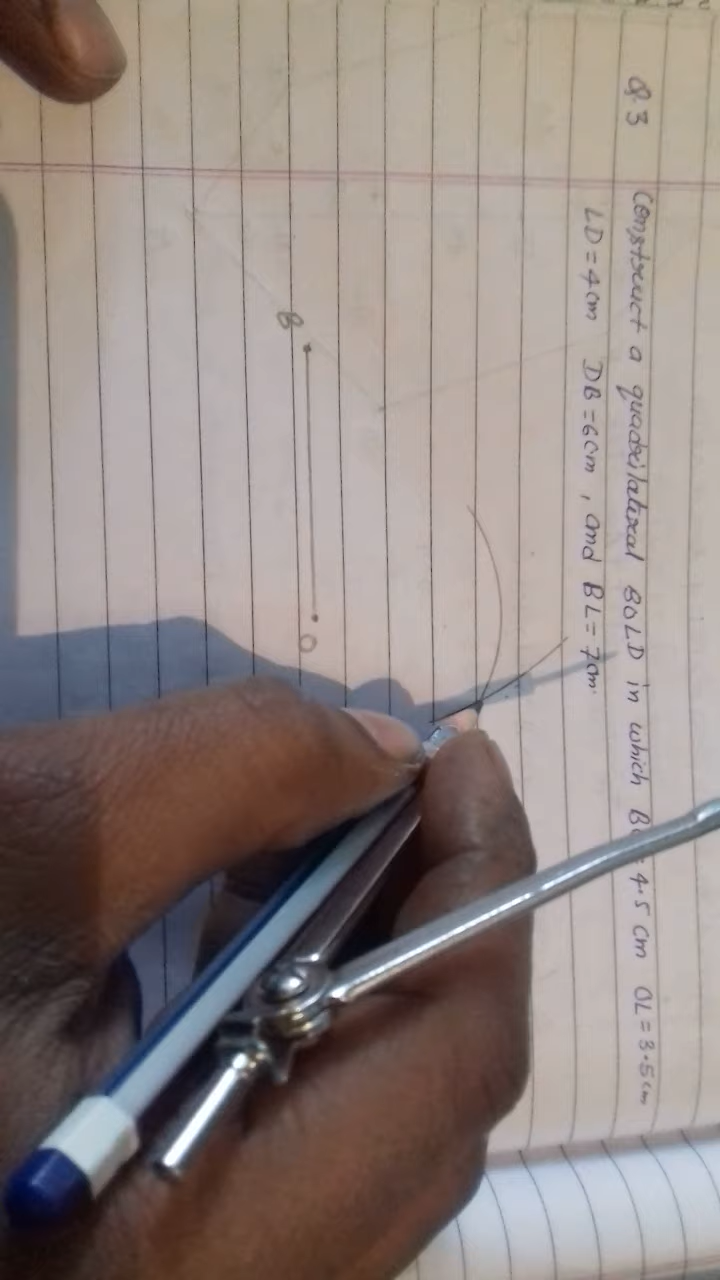 Q.3 Construct a quadrilateral BOLD in which B = 4.5 cm OL = 3.5 cm
LD = 4 cm DB = 6 cm, and BL = 7 cm.
B
O